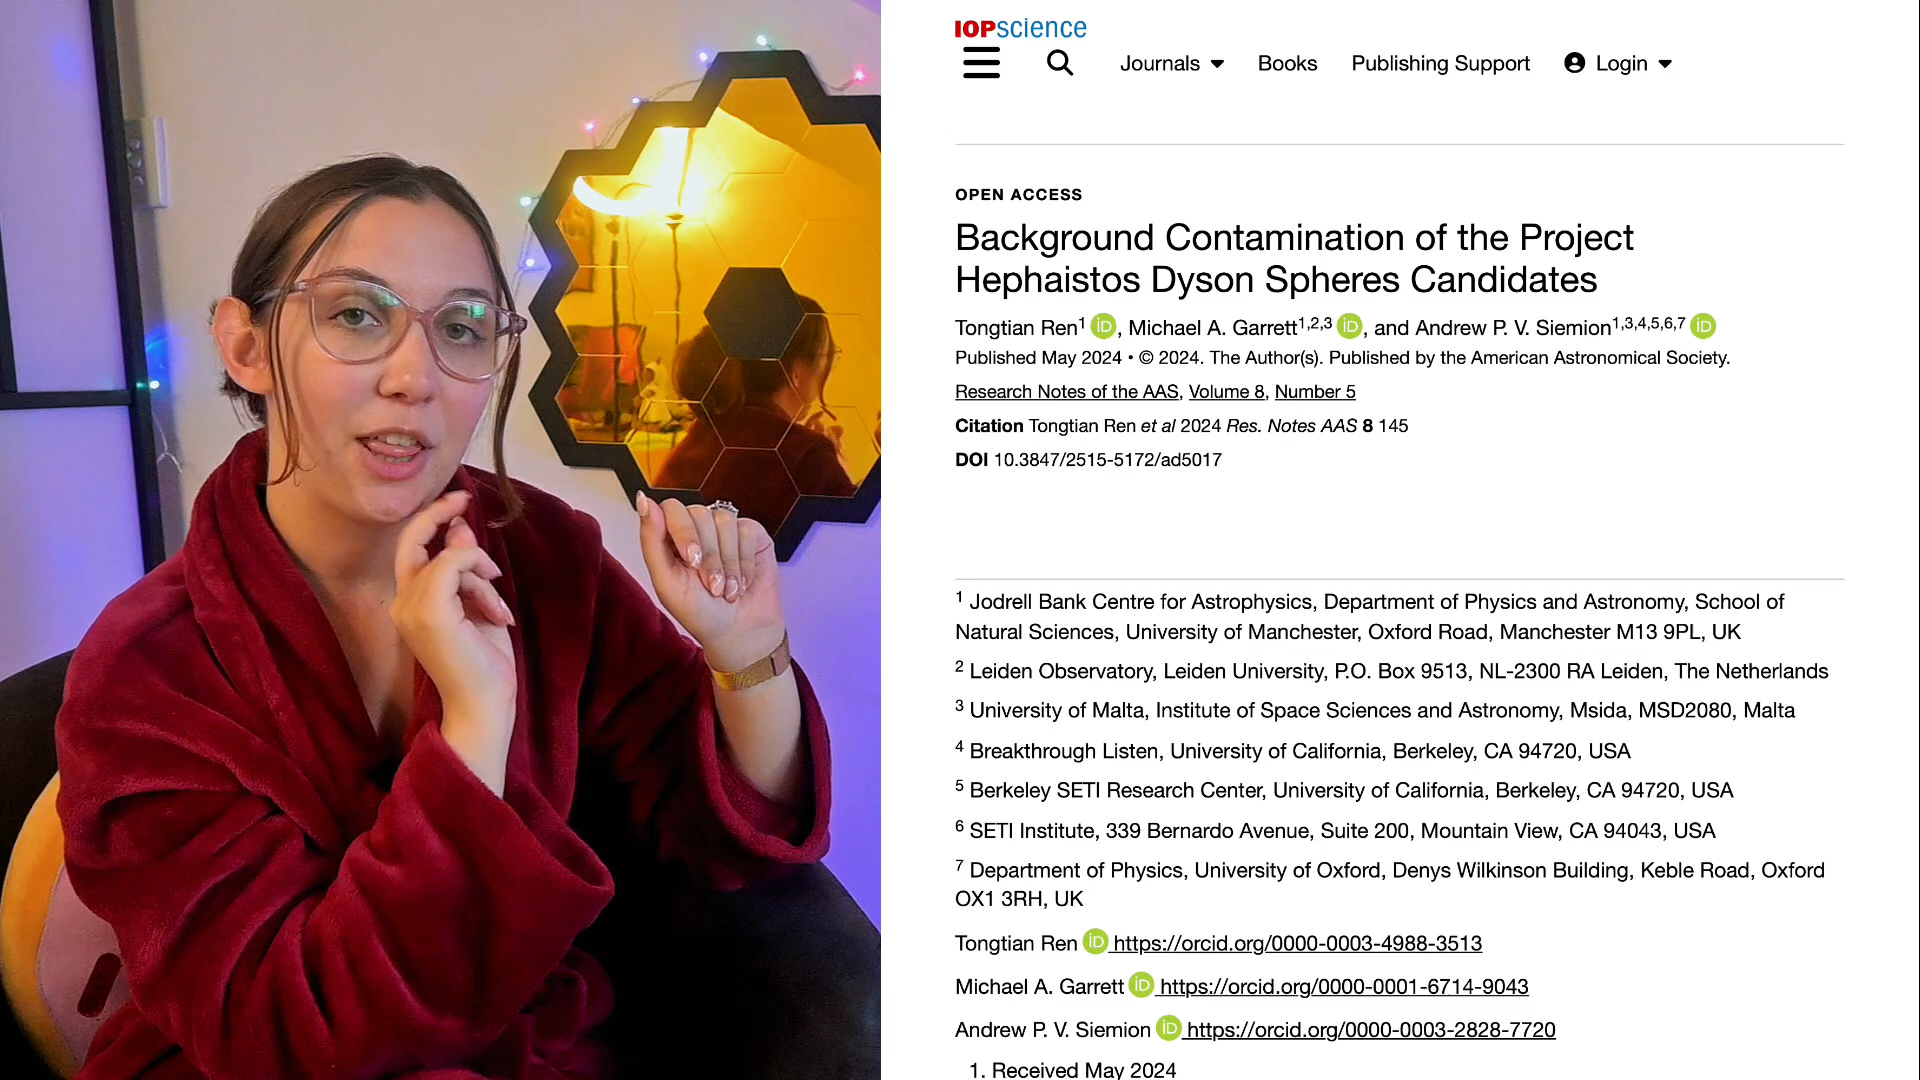 IOPscience
Journals Books Publishing Support Login
OPEN ACCESS
Background Contamination of the Project
Hephaistos Dyson Spheres Candidates
Tongtian Ren1 iD, Michael A. Garrett1,2,3 iD, and Andrew P. V. Siemion1,3,4,5,6,7 iD
Published May 2024 • © 2024. The Author(s). Published by the American Astronomical Society.
Research Notes of the AAS, Volume 8, Number 5
Citation Tongtian Ren et al 2024 Res. Notes AAS 8 145
DOI 10.3847/2515-5172/ad5017
1 Jodrell Bank Centre for Astrophysics, Department of Physics and Astronomy, School of
Natural Sciences, University of Manchester, Oxford Road, Manchester M13 9PL, UK
2 Leiden Observatory, Leiden University, P.O. Box 9513, NL-2300 RA Leiden, The Netherlands
3 University of Malta, Institute of Space Sciences and Astronomy, Msida, MSD2080, Malta
4 Breakthrough Listen, University of California, Berkeley, CA 94720, USA
5 Berkeley SETI Research Center, University of California, Berkeley, CA 94720, USA
6 SETI Institute, 339 Bernardo Avenue, Suite 200, Mountain View, CA 94043, USA
7 Department of Physics, University of Oxford, Denys Wilkinson Building, Keble Road, Oxford
OX1 3RH, UK
Tongtian Ren iD https://orcid.org/0000-0003-4988-3513
Michael A. Garrett iD https://orcid.org/0000-0001-6714-9043
Andrew P. V. Siemion iD https://orcid.org/0000-0003-2828-7720
1. Received May 2024